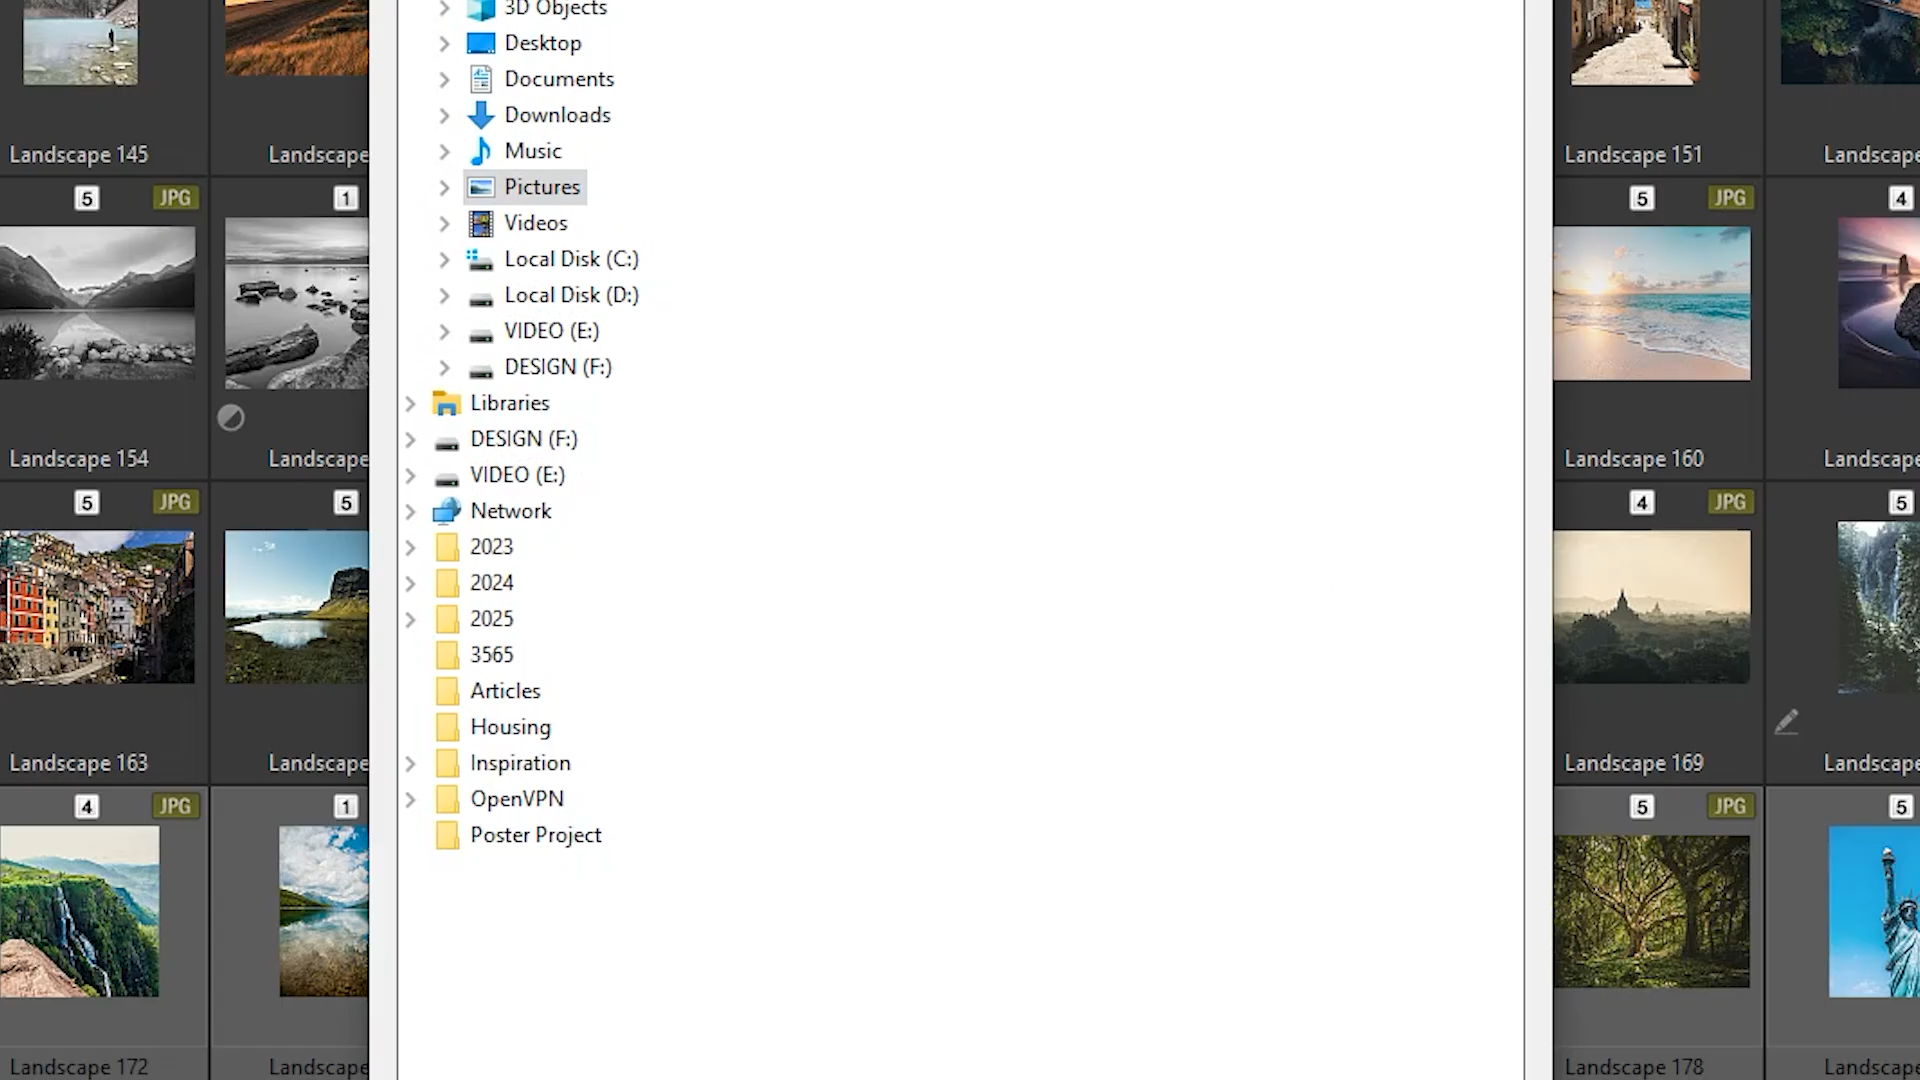 3D Objects
Desktop
Documents
Downloads
Music
Pictures
Videos
Local Disk (C:)
Local Disk (D:)
VIDEO (E:)
DESIGN (F:)
Libraries
DESIGN (F:)
VIDEO (E:)
Network
2023
2024
2025
3565
Articles
Housing
Inspiration
OpenVPN
Poster Project
Landscape 145
Landscape
Landscape 151
Landscape
5 JPG
1
5 JPG
4
Landscape 154
Landscape
Landscape 160
Landscape
5 JPG
5
4 JPG
5
Landscape 163
Landscape
Landscape 169
Landscape
4 JPG
1
5 JPG
5
Landscape 172
Landscape
Landscape 178
Landscape